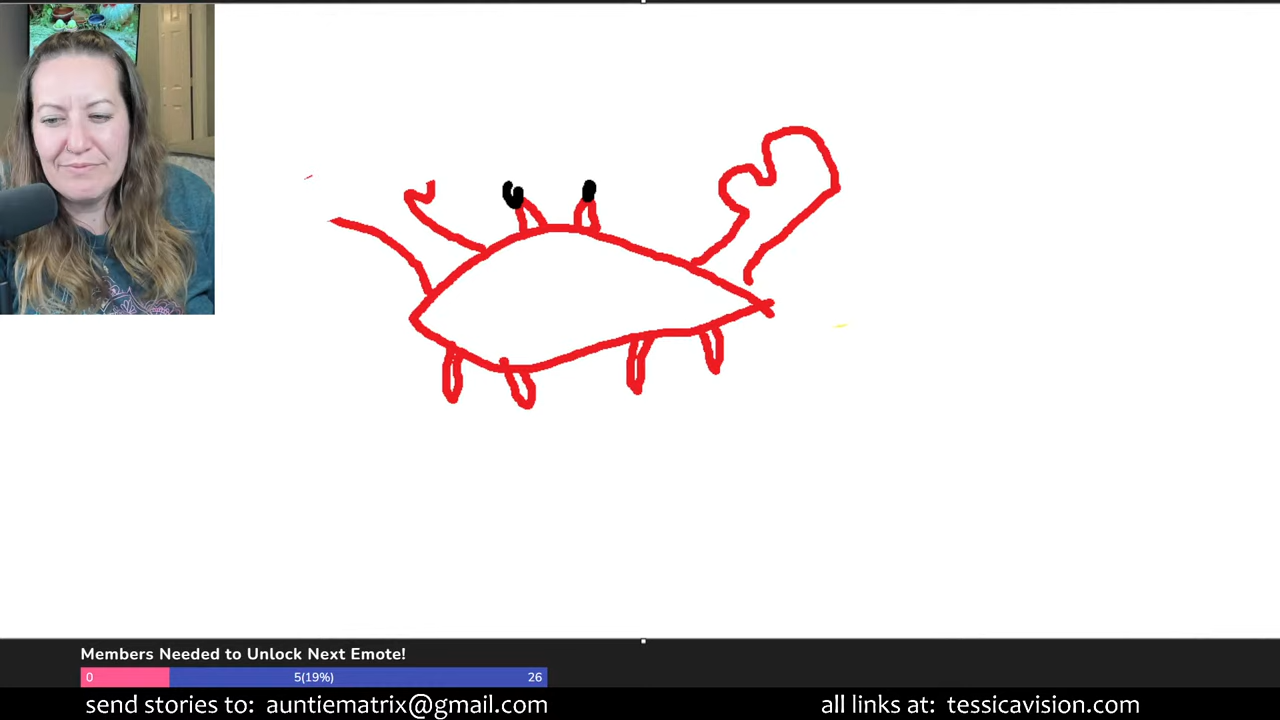 Members Needed to Unlock Next Emote!
0 5(19%) 26
send stories to: auntiematrix@gmail.com all links at: tessicavision.com